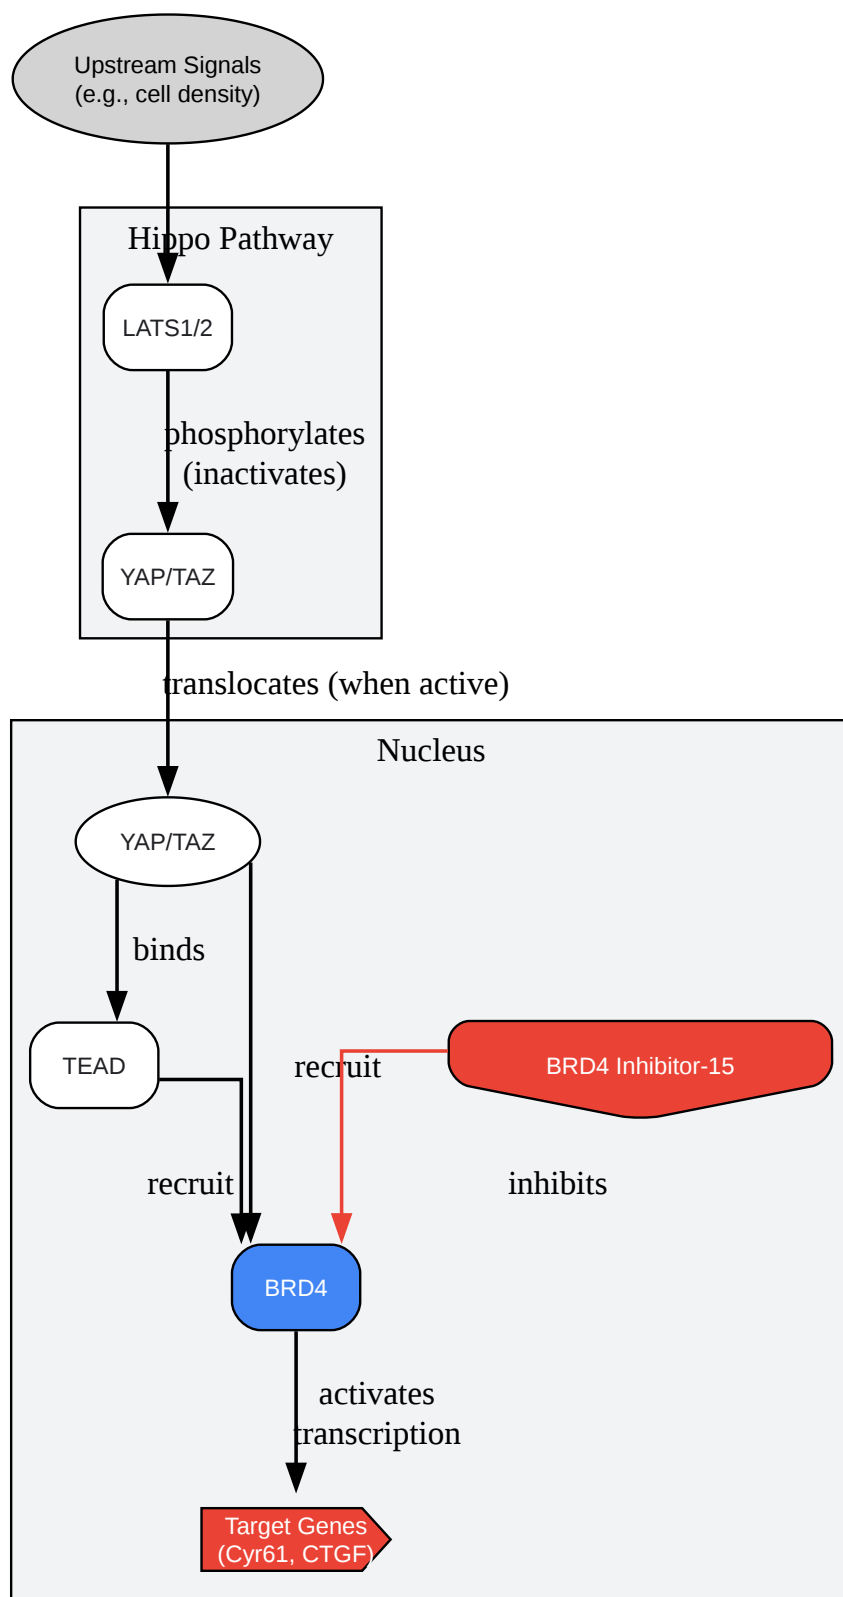 Upstream Signals
(e.g., cell density)
Hippo Pathway
LATS1/2
phosphorylates
(inactivates)
YAP/TAZ
translocates (when active)
Nucleus
YAP/TAZ
binds
TEAD
recruit
BRD4 Inhibitor-15
recruit
inhibits
BRD4
activates
transcription
Target Genes
(Cyr61, CTGF)